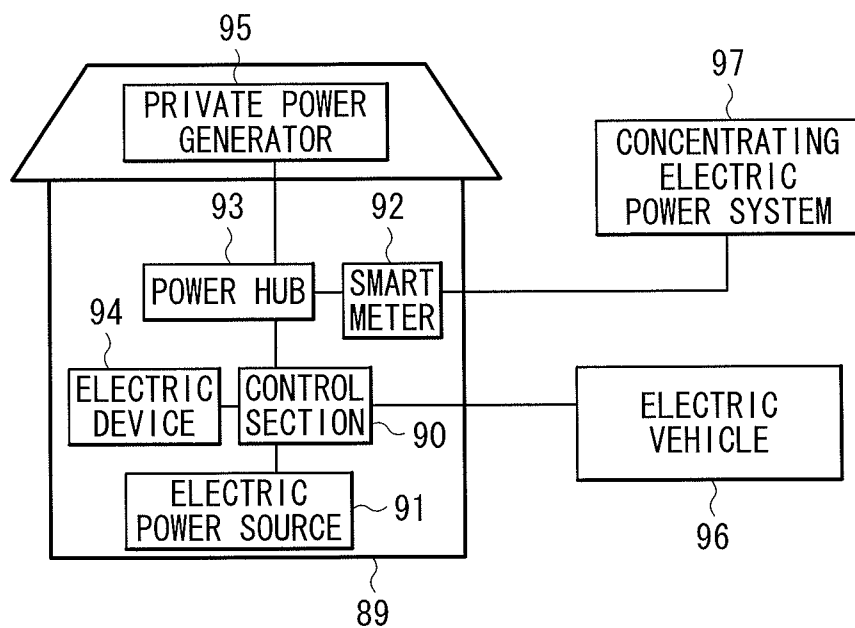 95
PRIVATE POWER
GENERATOR
97
CONCENTRATING
ELECTRIC
POWER SYSTEM
93
92
POWER HUB
SMART
METER
94
ELECTRIC
DEVICE
CONTROL
SECTION
90
ELECTRIC
VEHICLE
96
ELECTRIC
POWER SOURCE
91
89